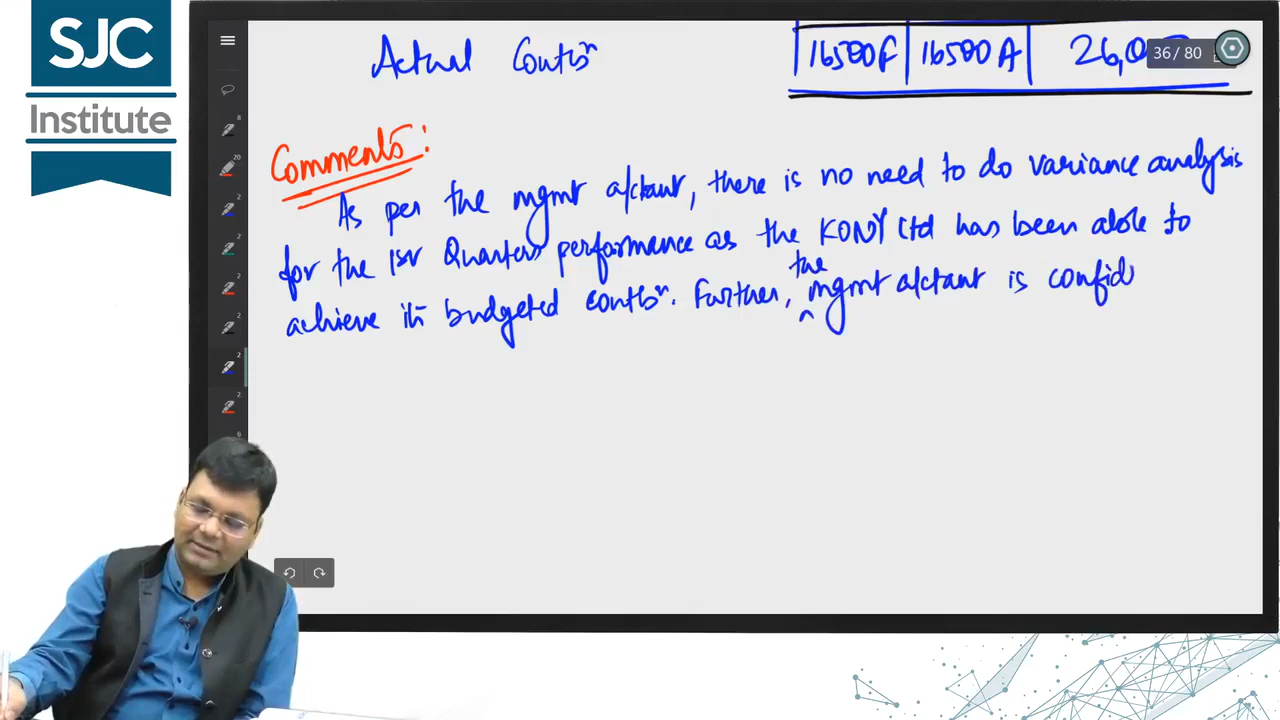 SJC
Institute
Actual Contbn
16500F 16500A 26,0
36/80
Comments:
As per the mgmt a/ctant, there is no need to do variance analysis
for the 1st Quarters performance as the KONY Ltd has been able to
achieve its budgeted contbn. Further, the mgmt a/ctant is confid